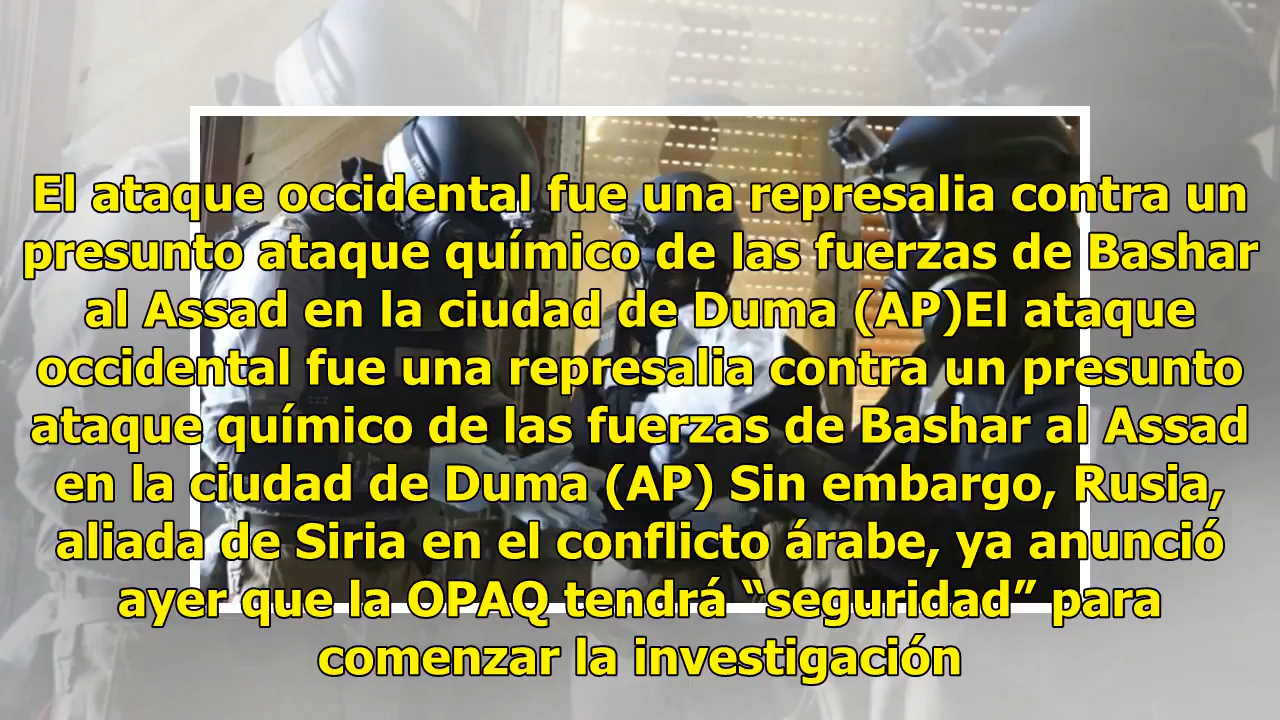 El ataque occidental fue una represalia contra un
presunto ataque químico de las fuerzas de Bashar
al Assad en la ciudad de Duma (AP)El ataque
occidental fue una represalia contra un presunto
ataque químico de las fuerzas de Bashar al Assad
en la ciudad de Duma (AP) Sin embargo, Rusia,
aliada de Siria en el conflicto árabe, ya anunció
ayer que la OPAQ tendrá “seguridad” para
comenzar la investigación